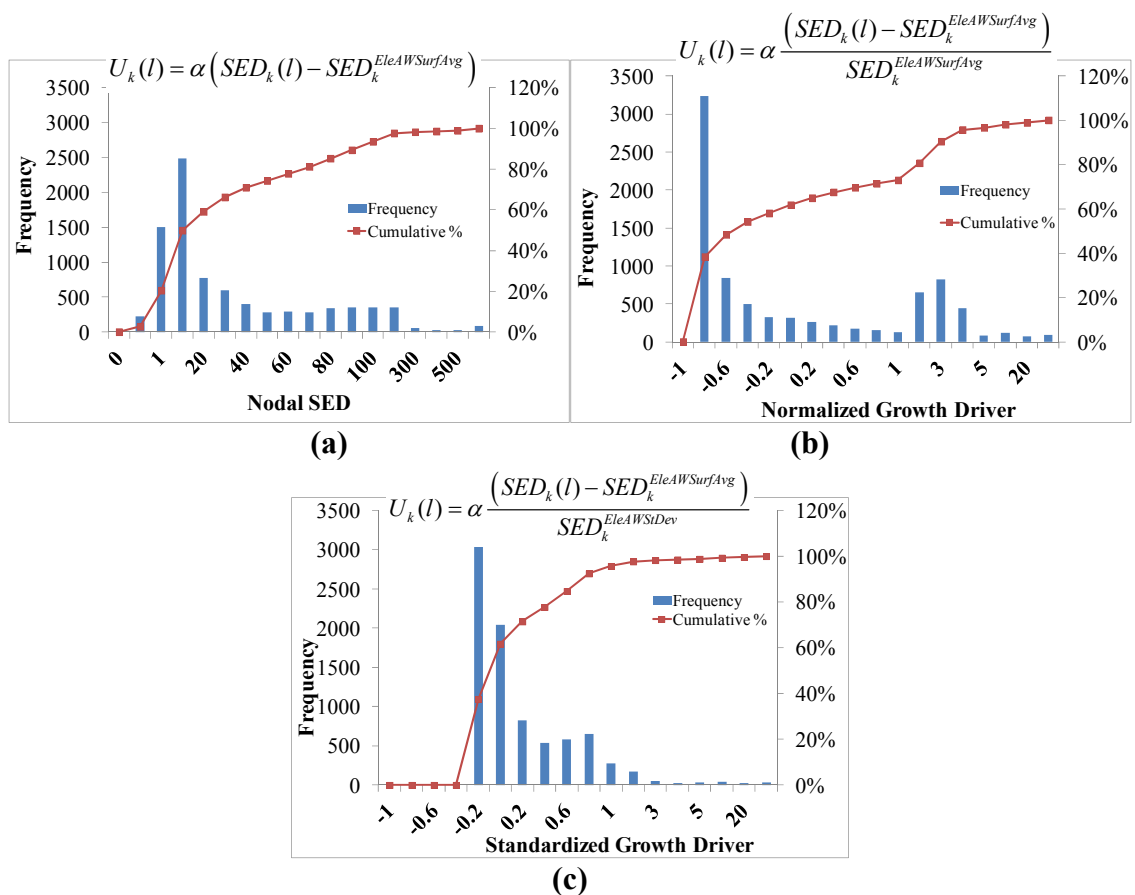 U_k(l) = α(SED_k(l) − SED_k^{EleAWSurfAvg})
3500
3000
2500
2000
1500
1000
500
0
Frequency
120%
100%
80%
60%
40%
20%
0%
Frequency
Cumulative %
0 1 20 40 60 80 100 300 500
Nodal SED
(a)
U_k(l) = α (SED_k(l) − SED_k^{EleAWSurfAvg}) / SED_k^{EleAWSurfAvg}
3500
3000
2500
2000
1500
1000
500
0
Frequency
120%
100%
80%
60%
40%
20%
0%
Frequency
Cumulative %
-1 -0.6 -0.2 0.2 0.6 1 3 5 20
Normalized Growth Driver
(b)
U_k(l) = α (SED_k(l) − SED_k^{EleAWSurfAvg}) / SED_k^{EleAWStDev}
3500
3000
2500
2000
1500
1000
500
0
Frequency
120%
100%
80%
60%
40%
20%
0%
Frequency
Cumulative %
-1 -0.6 -0.2 0.2 0.6 1 3 5 20
Standardized Growth Driver
(c)